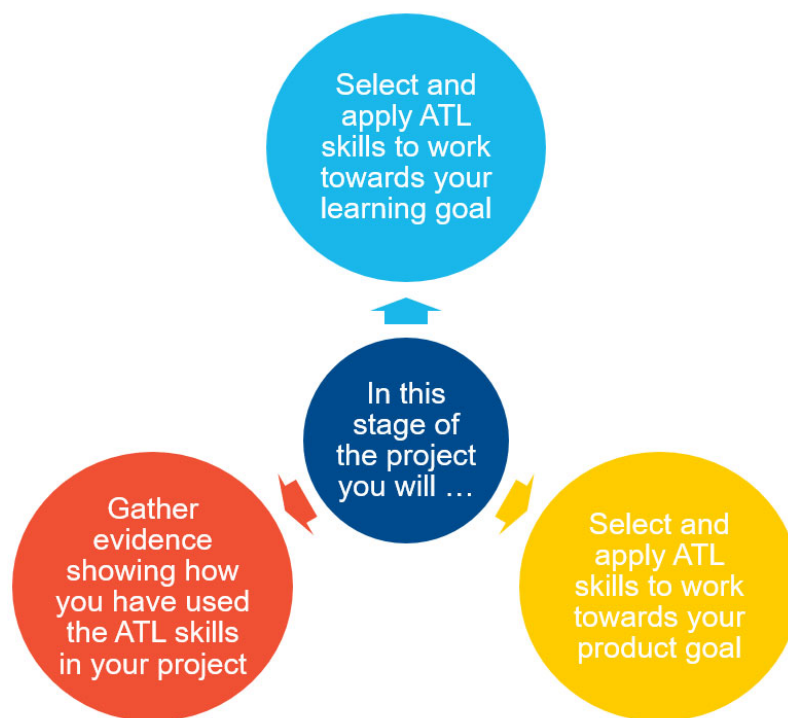 Select and
apply ATL
skills to work
towards your
learning goal
In this
stage of
the project
you will …
Gather
evidence
showing how
you have used
the ATL skills
in your project
Select and
apply ATL
skills to work
towards your
product goal